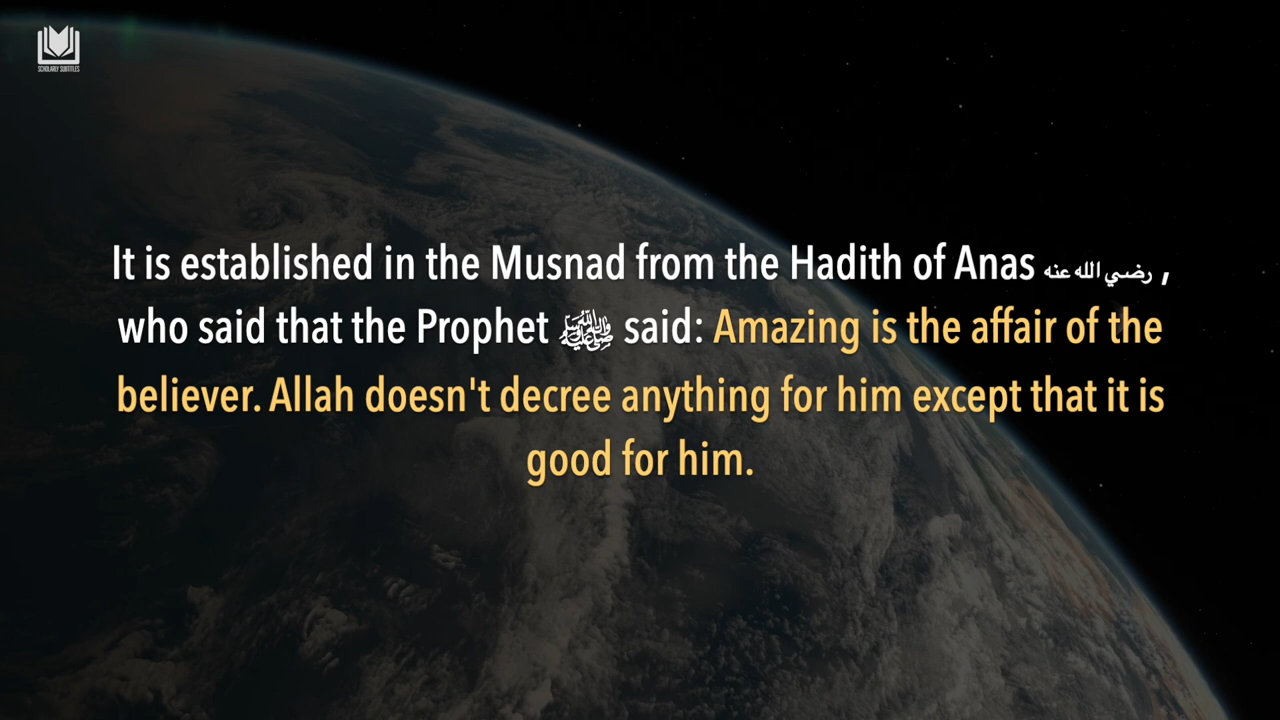 SCHOLARLY SUBTITLES
It is established in the Musnad from the Hadith of Anas رضي الله عنه ,
who said that the Prophet ﷺ said: Amazing is the affair of the
believer. Allah doesn't decree anything for him except that it is
good for him.